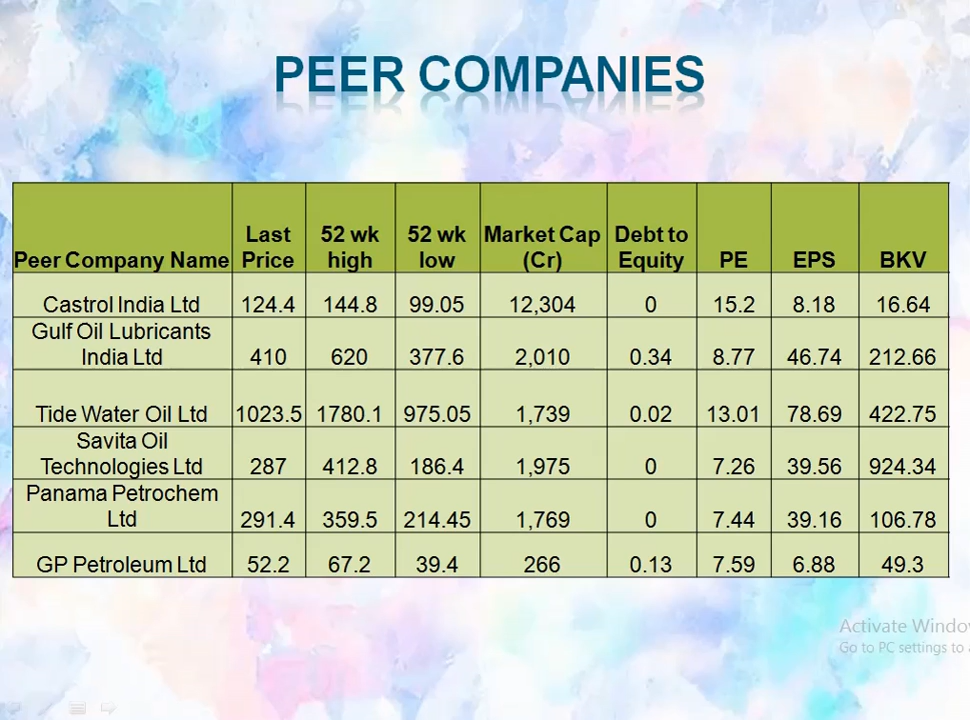 PEER COMPANIES
Peer Company Name Last Price 52 wk high 52 wk low Market Cap (Cr) Debt to Equity PE EPS BKV
Castrol India Ltd 124.4 144.8 99.05 12,304 0 15.2 8.18 16.64
Gulf Oil Lubricants India Ltd 410 620 377.6 2,010 0.34 8.77 46.74 212.66
Tide Water Oil Ltd 1023.5 1780.1 975.05 1,739 0.02 13.01 78.69 422.75
Savita Oil Technologies Ltd 287 412.8 186.4 1,975 0 7.26 39.56 924.34
Panama Petrochem Ltd 291.4 359.5 214.45 1,769 0 7.44 39.16 106.78
GP Petroleum Ltd 52.2 67.2 39.4 266 0.13 7.59 6.88 49.3
Activate Windo
Go to PC settings to